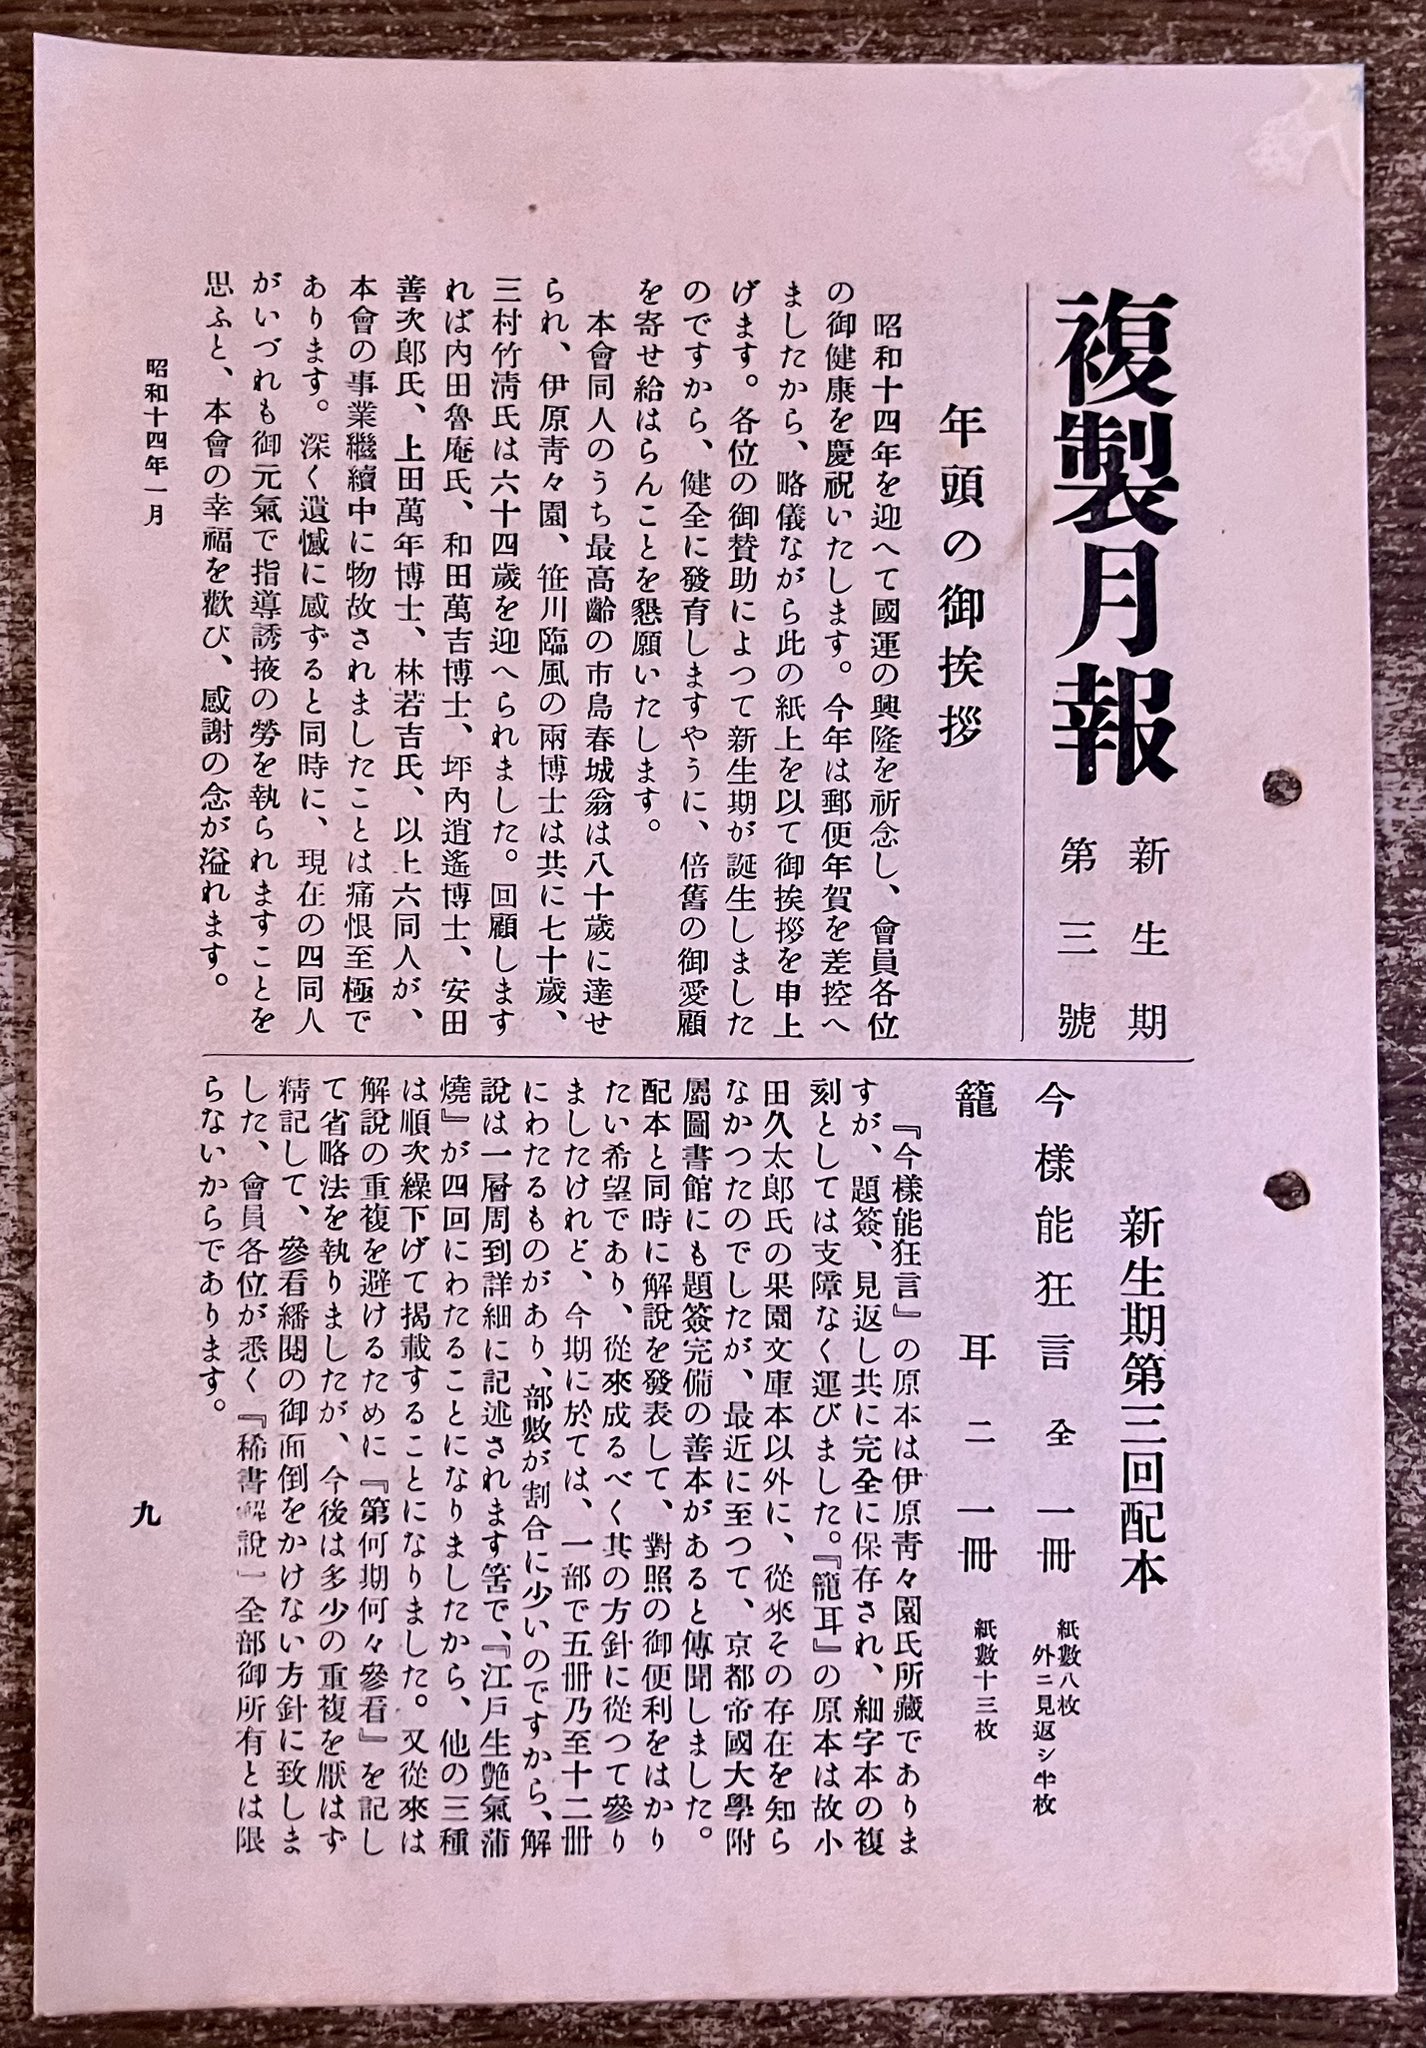 複製月報
新生期
第三號
年頭の御挨拶
昭和十四年を迎へて國運の興隆を祈念し、會員各位
の御健康を慶祝いたします。今年は郵便年賀を差控へ
ましたから、略儀ながら此の紙上を以て御挨拶を申上
げます。各位の御賛助によつて新生期が誕生しました
のですから、健全に發育しますやうに、倍舊の御愛顧
を寄せ給はらんことを懇願いたします。
本會同人のうち最高齡の市島春城翁は八十歳に達せ
られ、伊原靑々園、笹川臨風の兩博士は共に七十歳、
三村竹淸氏は六十四歳を迎へられました。回顧します
れば内田魯庵氏、和田萬吉博士、坪內逍遙博士、安田
善次郞氏、上田萬年博士、林若吉氏、以上六同人が、
本會の事業繼續中に物故されましたことは痛恨至極で
あります。深く遺憾に感ずると同時に、現在の四同人
がいづれも御元氣で指導誘掖の勞を執られますことを
思ふと、本會の幸福を歡び、感謝の念が溢れます。
昭和十四年一月
新生期第三回配本
今樣能狂言 全 一冊 紙數八枚
外ニ見返シ半枚
籠耳 二 一冊 紙數十三枚
『今樣能狂言』の原本は伊原靑々園氏所藏でありま
すが、題簽、見返し共に完全に保存され、細字本の複
刻としては支障なく運びました。『籠耳』の原本は故小
田久太郎氏の果園文庫本以外に、從來その存在を知ら
なかつたのでしたが、最近に至つて、京都帝國大學附
屬圖書館にも題簽完備の善本があると傳聞しました。
配本と同時に解說を發表して、對照の御便利をはかり
たい希望であり、從來成るべく其の方針に從つて參り
ましたけれど、今期に於ては、一部で五冊乃至十二冊
にわたるものがあり、部數が割合に少いのですから、解
說は一層周到詳細に記述されます筈で、『江戶生艶氣蒲
燒』が四回にわたることになりましたから、他の三種
は順次繰下げて揭載することになりました。又從來は
解說の重複を避けるために『第何期何々參看』を記し
て省略法を執りましたが、今後は多少の重複を厭はず
精記して、參看繙閱の御面倒をかけない方針に致しま
した、會員各位が悉く『稀書解說』全部御所有とは限
らないからであります。
九